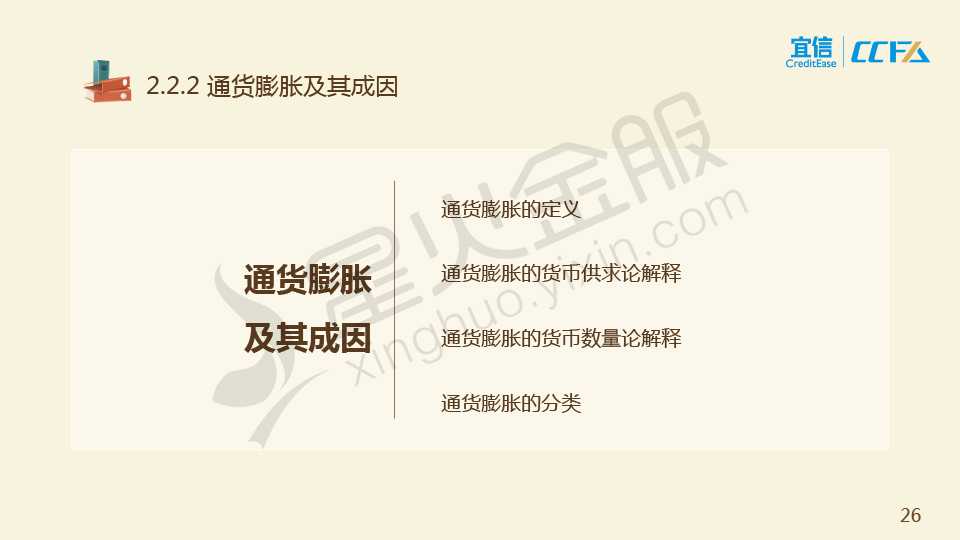 宜信
CreditEase
CCFA
2.2.2 通货膨胀及其成因
通货膨胀
及其成因
通货膨胀的定义
通货膨胀的货币供求论解释
通货膨胀的货币数量论解释
通货膨胀的分类
星火金服
xinghuo.yixin.com
26